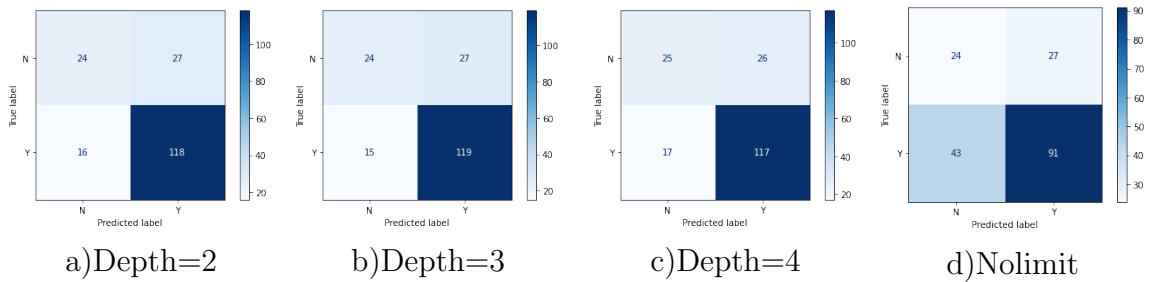 N
24
27
Y
16
118
N
Y
True label
Predicted label
100
80
60
40
20
a)Depth=2
N
24
27
Y
15
119
N
Y
True label
Predicted label
100
80
60
40
20
b)Depth=3
N
25
26
Y
17
117
N
Y
True label
Predicted label
100
80
60
40
20
c)Depth=4
N
24
27
Y
43
91
N
Y
True label
Predicted label
90
80
70
60
50
40
30
d)Nolimit